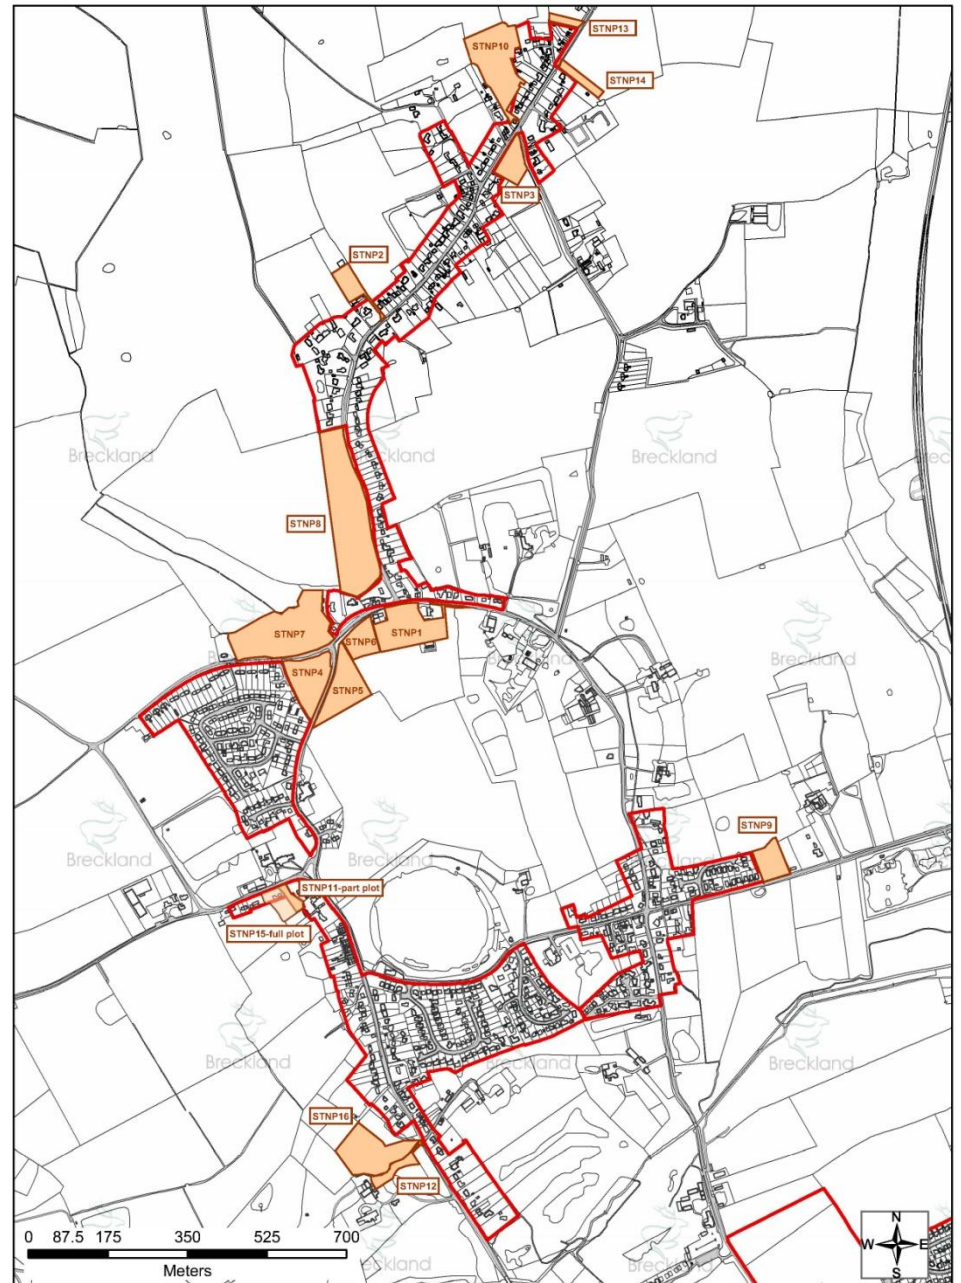 STNP13
STNP10
STNP14
STNP3
STNP2
Breckland
Breckland
Breckland
STNP8
STNP7
STNP6
STNP1
STNP4
STNP5
Breckland
Breckland
STNP9
Breckland
Breckland
STNP11-part plot
STNP15-full plot
Breckland
Breckland
Breckland
STNP16
STNP12
0 87.5 175 350 525 700
Meters
N
W E
S